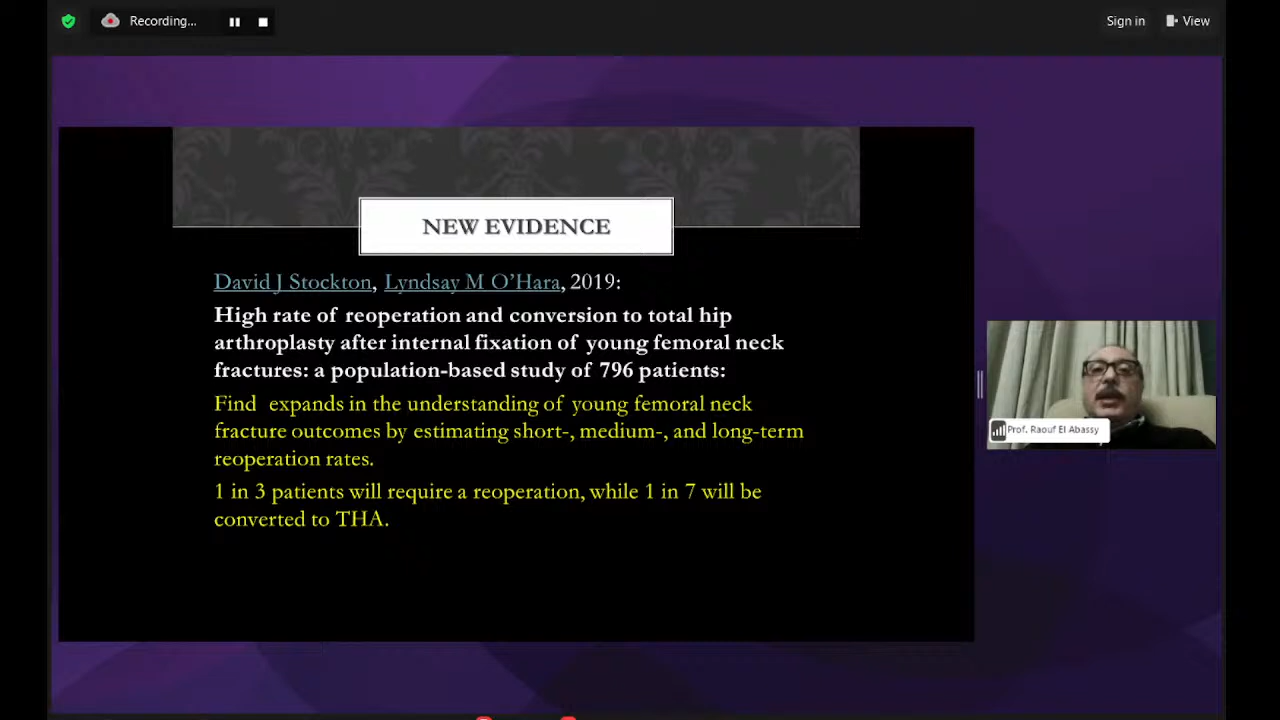 Recording...
Sign in
View
NEW EVIDENCE
David J Stockton, Lyndsay M O'Hara, 2019:
High rate of reoperation and conversion to total hip
arthroplasty after internal fixation of young femoral neck
fractures: a population-based study of 796 patients:
Find expands in the understanding of young femoral neck
fracture outcomes by estimating short-, medium-, and long-term
reoperation rates.
1 in 3 patients will require a reoperation, while 1 in 7 will be
converted to THA.
Prof. Raouf El Abassy